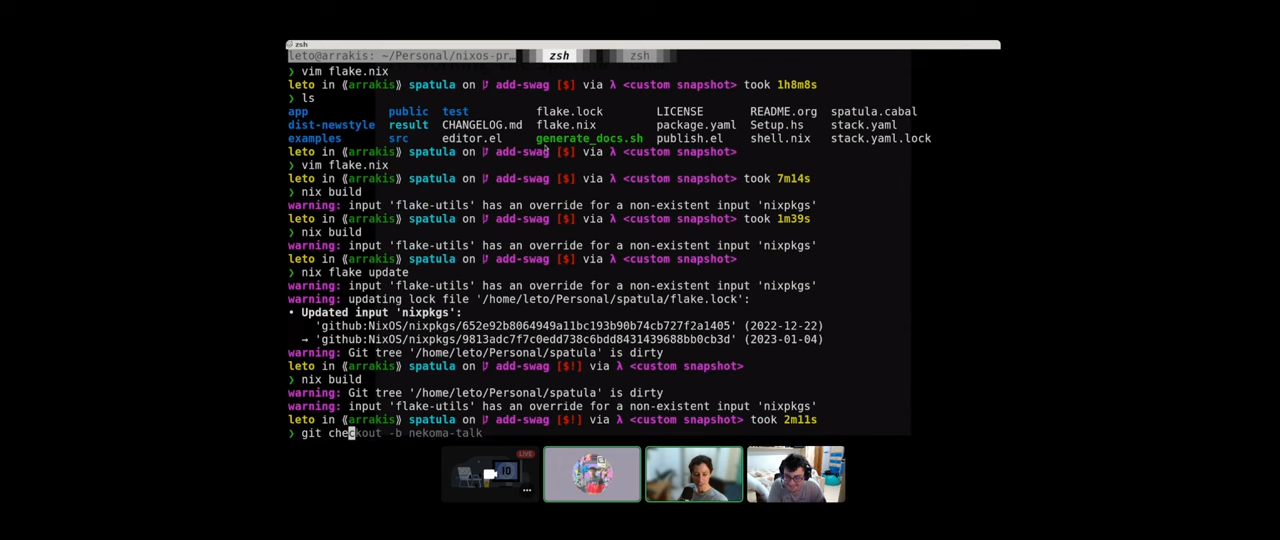 zsh
leto@arrakis: ~/Personal/nixos-pr… zsh zsh
❯ vim flake.nix
leto in ⟪arrakis⟫ spatula on add-swag [$] via λ <custom snapshot> took 1h8m8s
❯ ls
app public test flake.lock LICENSE README.org spatula.cabal
dist-newstyle result CHANGELOG.md flake.nix package.yaml Setup.hs stack.yaml
examples src editor.el generate_docs.sh publish.el shell.nix stack.yaml.lock
leto in ⟪arrakis⟫ spatula on add-swag [$] via λ <custom snapshot>
❯ vim flake.nix
leto in ⟪arrakis⟫ spatula on add-swag [$] via λ <custom snapshot> took 7m14s
❯ nix build
warning: input 'flake-utils' has an override for a non-existent input 'nixpkgs'
leto in ⟪arrakis⟫ spatula on add-swag [$] via λ <custom snapshot> took 1m39s
❯ nix build
warning: input 'flake-utils' has an override for a non-existent input 'nixpkgs'
leto in ⟪arrakis⟫ spatula on add-swag [$] via λ <custom snapshot>
❯ nix flake update
warning: input 'flake-utils' has an override for a non-existent input 'nixpkgs'
warning: updating lock file '/home/leto/Personal/spatula/flake.lock':
• Updated input 'nixpkgs':
'github:NixOS/nixpkgs/652e92b8064949a11bc193b90b74cb727f2a1405' (2022-12-22)
→ 'github:NixOS/nixpkgs/9813adc7f7c0edd738c6bdd8431439688bb0cb3d' (2023-01-04)
warning: Git tree '/home/leto/Personal/spatula' is dirty
leto in ⟪arrakis⟫ spatula on add-swag [$!] via λ <custom snapshot>
❯ nix build
warning: Git tree '/home/leto/Personal/spatula' is dirty
warning: input 'flake-utils' has an override for a non-existent input 'nixpkgs'
leto in ⟪arrakis⟫ spatula on add-swag [$!] via λ <custom snapshot> took 2m11s
❯ git checkout -b nekoma-talk
LIVE